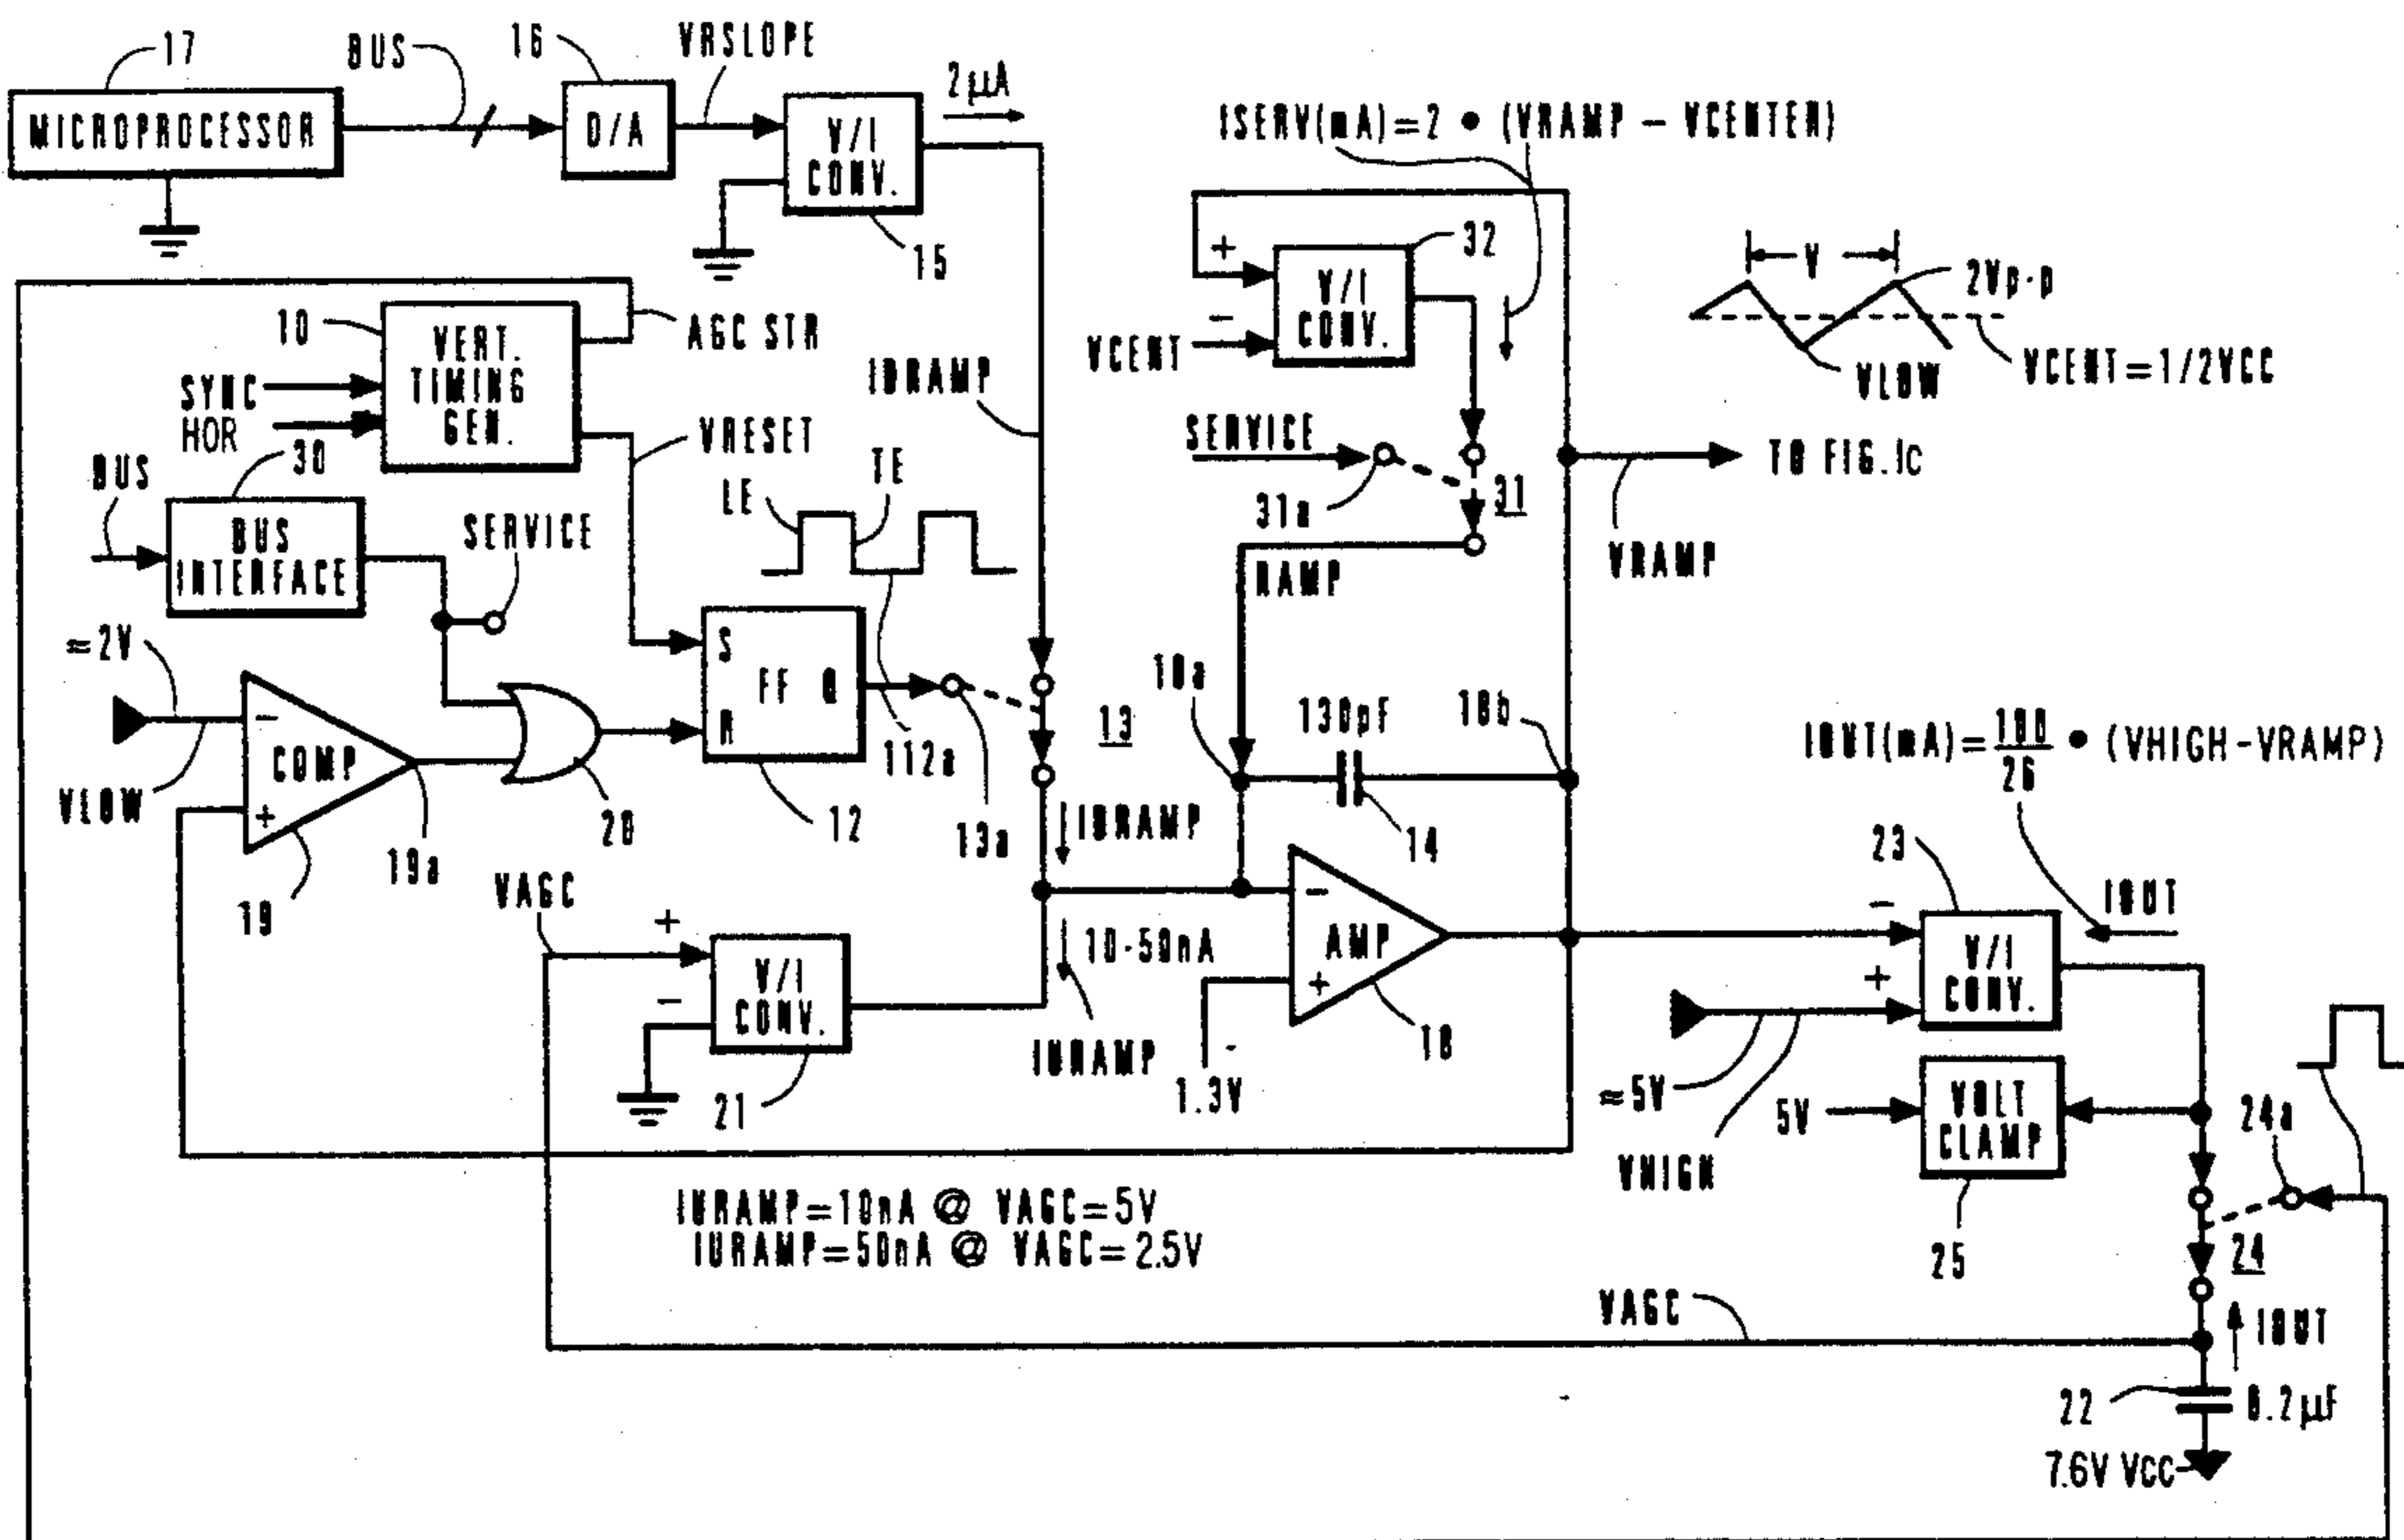 17
BUS
16
VRSLOPE
2μA
MICROPROCESSOR
D/A
V/I
CONV.
15
ISERV(mA)=2 • (VRAMP – VCENTER)
32
+
−
V/I
CONV.
VCENT
V
2Vp-p
VLOW
VCENT=1/2VCC
10
VERT.
TIMING
GEN.
AGC STR
SYNC
HOR
VRESET
IDRAMP
BUS
30
BUS
INTERFACE
SERVICE
LE
TE
SERVICE
31a
31
RAMP
TO FIG.1c
VRAMP
≈2V
VLOW
−
+
COMP
19
19a
20
S
R
FF
Q
12
112a
13a
13
IDRAMP
18a
130pF
18b
14
IOUT(mA)=100/26 • (VHIGH-VRAMP)
23
IOUT
VAGC
+
−
V/I
CONV.
21
10-50nA
IURAMP
−
+
AMP
18
1.3V
−
+
V/I
CONV.
≈5V
VHIGH
5V
VOLT
CLAMP
25
24a
24
IURAMP=10nA @ VAGC=5V
IURAMP=50nA @ VAGC=2.5V
VAGC
IOUT
22
0.2μF
7.6V VCC